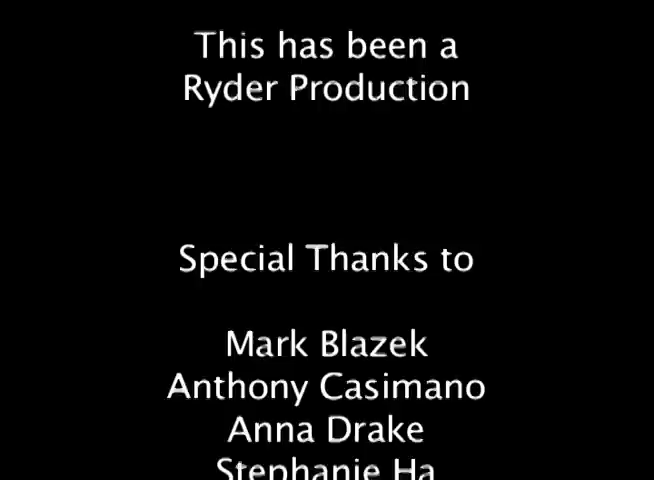 This has been a
Ryder Production
Special Thanks to
Mark Blazek
Anthony Casimano
Anna Drake
Stephanie Ha